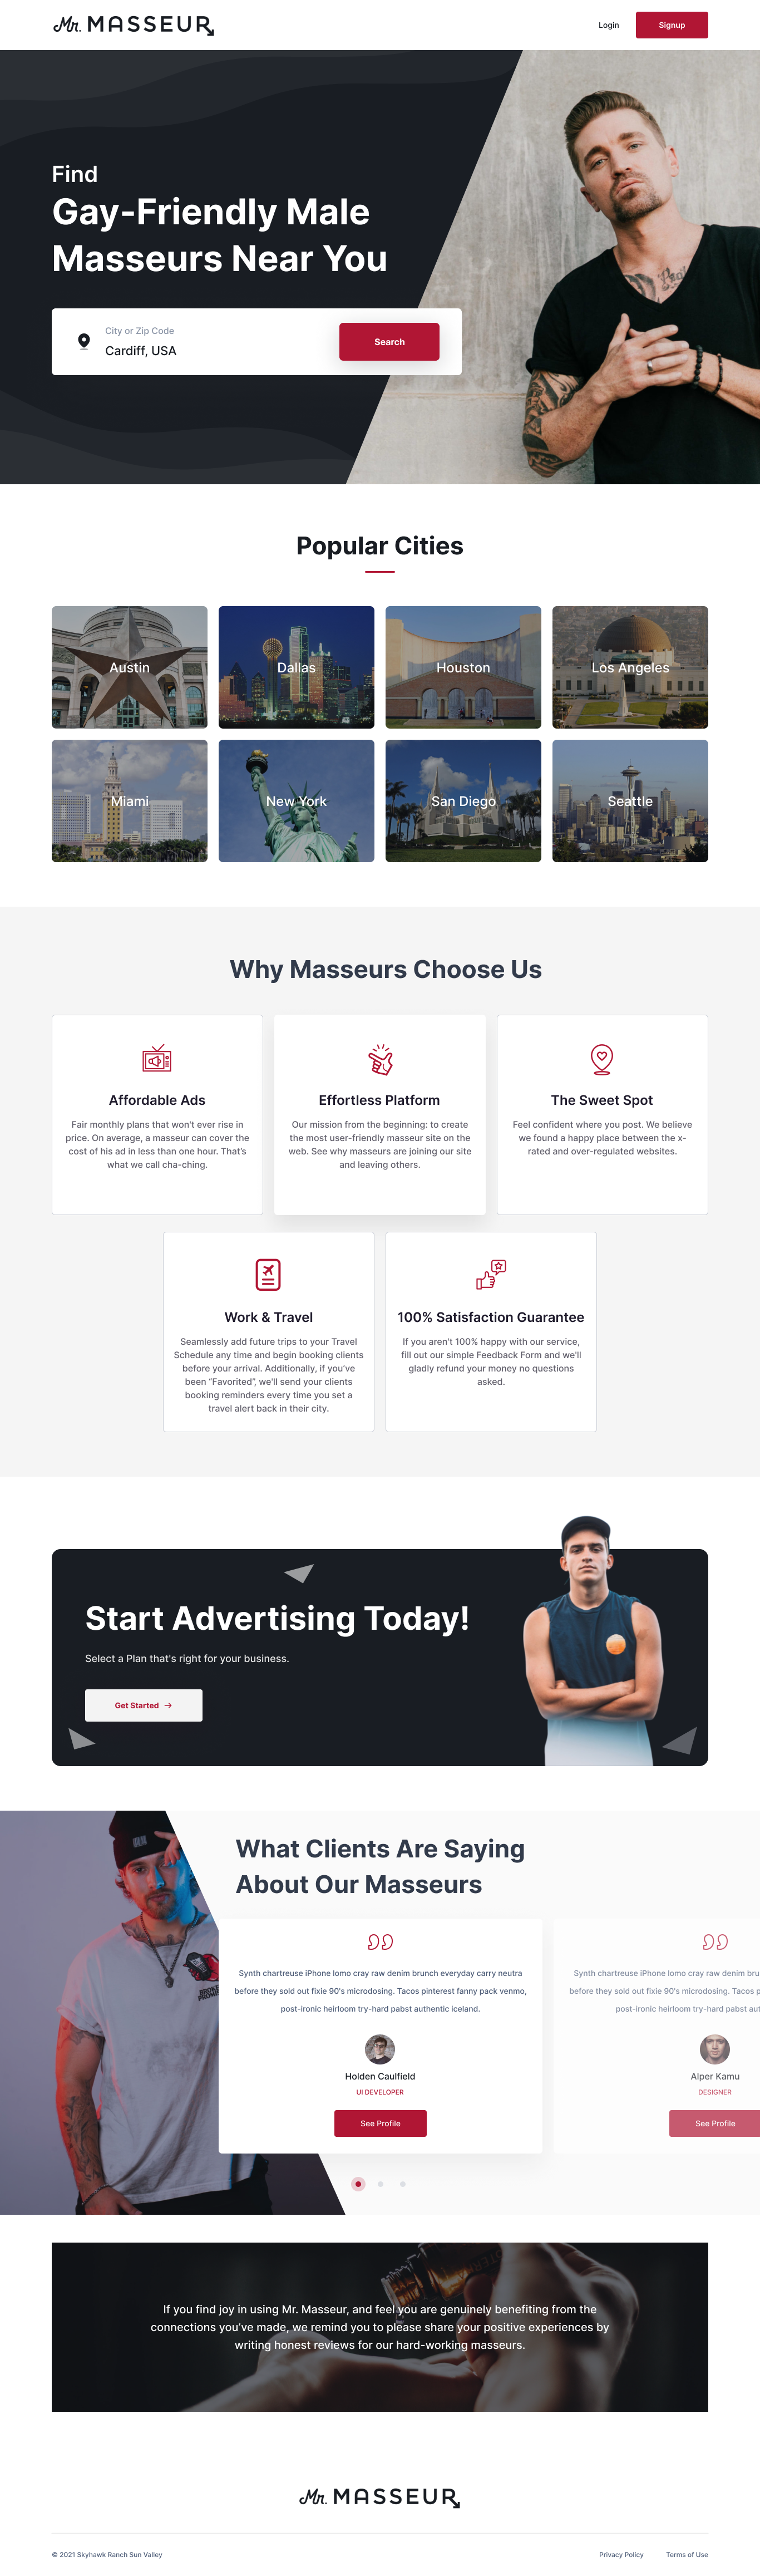 Mr. MASSEUR
Login
Signup
Find
Gay-Friendly Male
Masseurs Near You
City or Zip Code
Cardiff, USA
Search
Popular Cities
Austin
Dallas
Houston
Los Angeles
Miami
New York
San Diego
Seattle
Why Masseurs Choose Us
Affordable Ads
Fair monthly plans that won't ever rise in
price. On average, a masseur can cover the
cost of his ad in less than one hour. That's
what we call cha-ching.
Effortless Platform
Our mission from the beginning: to create
the most user-friendly masseur site on the
web. See why masseurs are joining our site
and leaving others.
The Sweet Spot
Feel confident where you post. We believe
we found a happy place between the x-
rated and over-regulated websites.
Work & Travel
Seamlessly add future trips to your Travel
Schedule any time and begin booking clients
before your arrival. Additionally, if you've
been "Favorited", we'll send your clients
booking reminders every time you set a
travel alert back in their city.
100% Satisfaction Guarantee
If you aren't 100% happy with our service,
fill out our simple Feedback Form and we'll
gladly refund your money no questions
asked.
Start Advertising Today!
Select a Plan that's right for your business.
Get Started →
What Clients Are Saying
About Our Masseurs
Synth chartreuse iPhone lomo cray raw denim brunch everyday carry neutra
before they sold out fixie 90's microdosing. Tacos pinterest fanny pack venmo,
post-ironic heirloom try-hard pabst authentic iceland.
Holden Caulfield
UI DEVELOPER
See Profile
Synth chartreuse iPhone lomo cray raw denim bru
before they sold out fixie 90's microdosing. Tacos p
post-ironic heirloom try-hard pabst aut
Alper Kamu
DESIGNER
See Profile
If you find joy in using Mr. Masseur, and feel you are genuinely benefiting from the
connections you've made, we remind you to please share your positive experiences by
writing honest reviews for our hard-working masseurs.
Mr. MASSEUR
© 2021 Skyhawk Ranch Sun Valley
Privacy Policy
Terms of Use